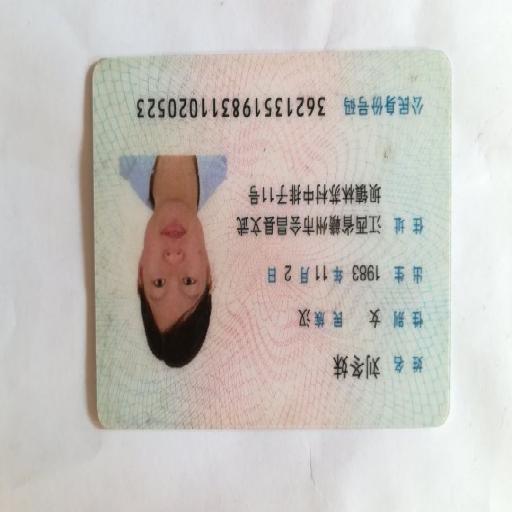 姓名 刘冬妹
性别 女 民族 汉
出生 1983 年 11 月 2 日
住址 江西省赣州市会昌县文武
坝镇林苏村中排子11号
公民身份号码 362135198311020523